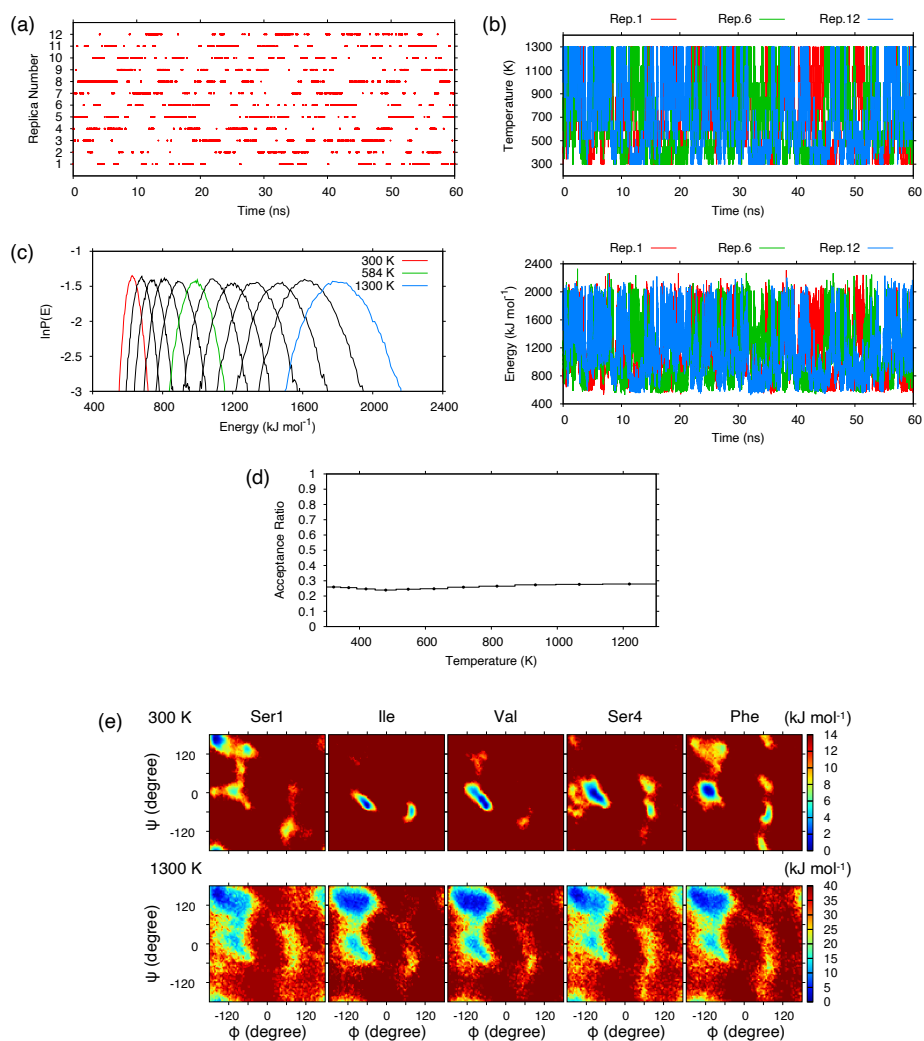 (a)
12
11
10
9
8
7
6
5
4
3
2
1
Replica Number
0 10 20 30 40 50 60
Time (ns)
(b)
Rep.1 Rep.6 Rep.12
1300
1100
900
700
500
300
Temperature (K)
0 10 20 30 40 50 60
Time (ns)
(c)
-1
-1.5
-2
-2.5
-3
lnP(E)
300 K
584 K
1300 K
400 800 1200 1600 2000 2400
Energy (kJ mol⁻¹)
Rep.1 Rep.6 Rep.12
2400
2000
1600
1200
800
400
Energy (kJ mol⁻¹)
0 10 20 30 40 50 60
Time (ns)
(d)
1
0.9
0.8
0.7
0.6
0.5
0.4
0.3
0.2
0.1
0
Acceptance Ratio
400 600 800 1000 1200
Temperature (K)
(e)
300 K Ser1 Ile Val Ser4 Phe (kJ mol⁻¹)
120
0
-120
ψ (degree)
14
12
10
8
6
4
2
0
1300 K (kJ mol⁻¹)
120
0
-120
ψ (degree)
40
35
30
25
20
15
10
5
0
-120 0 120 -120 0 120 -120 0 120 -120 0 120 -120 0 120
Φ (degree) Φ (degree) Φ (degree) Φ (degree) Φ (degree)